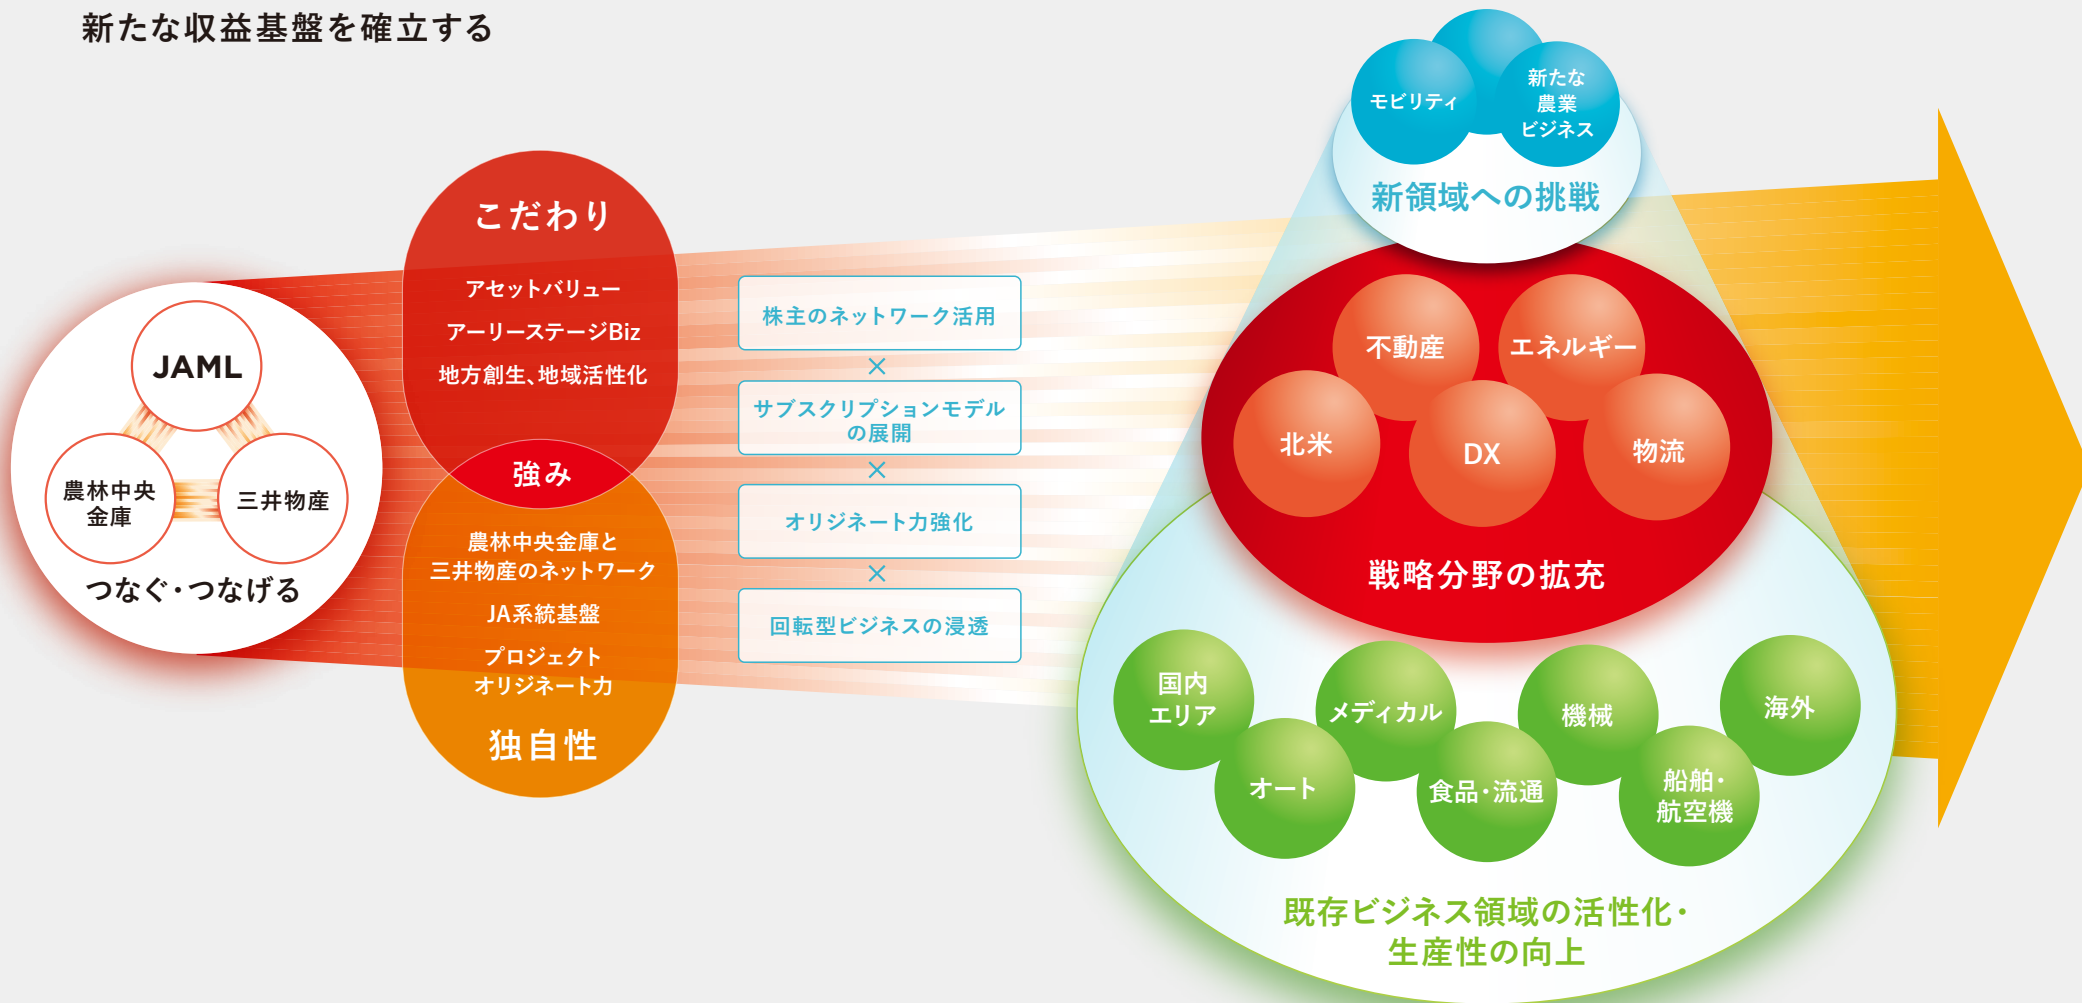 新たな収益基盤を確立する
JAML
農林中央
金庫
三井物産
つなぐ・つなげる
こだわり
アセットバリュー
アーリーステージBiz
地方創生、地域活性化
強み
農林中央金庫と
三井物産のネットワーク
JA系統基盤
プロジェクト
オリジネート力
独自性
株主のネットワーク活用
×
サブスクリプションモデル
の展開
×
オリジネート力強化
×
回転型ビジネスの浸透
モビリティ
新たな
農業
ビジネス
新領域への挑戦
不動産
エネルギー
北米
DX
物流
戦略分野の拡充
国内
エリア
メディカル
機械
海外
オート
食品・流通
船舶・
航空機
既存ビジネス領域の活性化・
生産性の向上